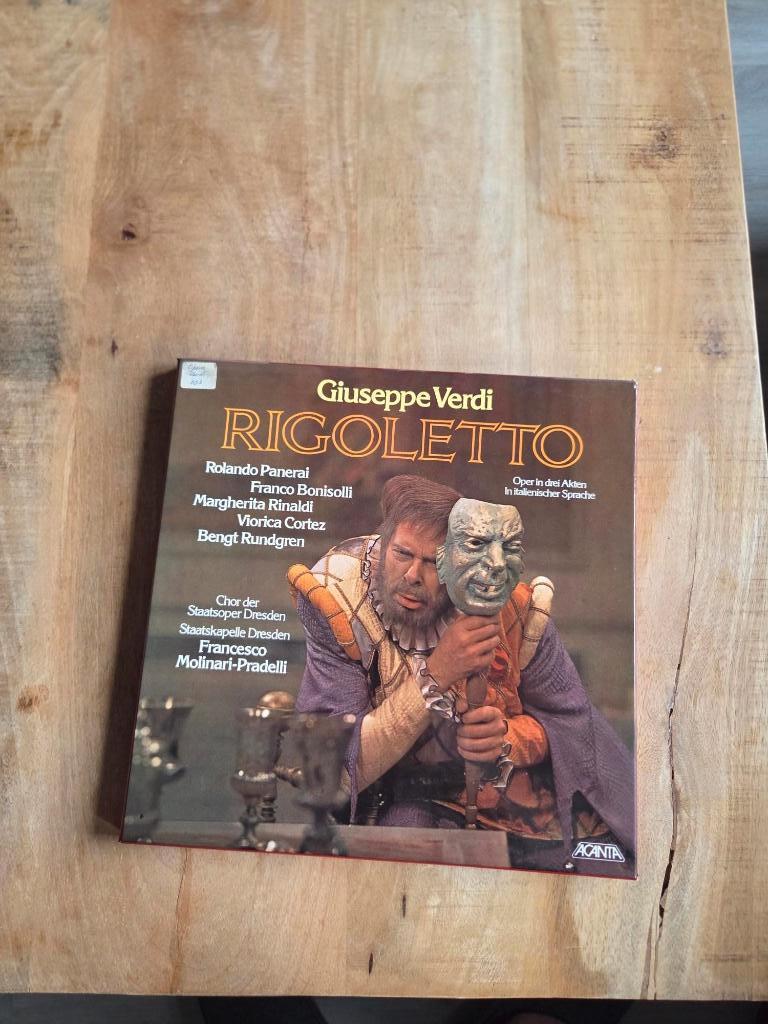 Giuseppe Verdi
RIGOLETTO
Rolando Panerai
Franco Bonisolli
Margherita Rinaldi
Viorica Cortez
Bengt Rundgren
Oper in drei Akten
In italienischer Sprache
Chor der
Staatsoper Dresden
Staatskapelle Dresden
Francesco
Molinari-Pradelli
ACANTA